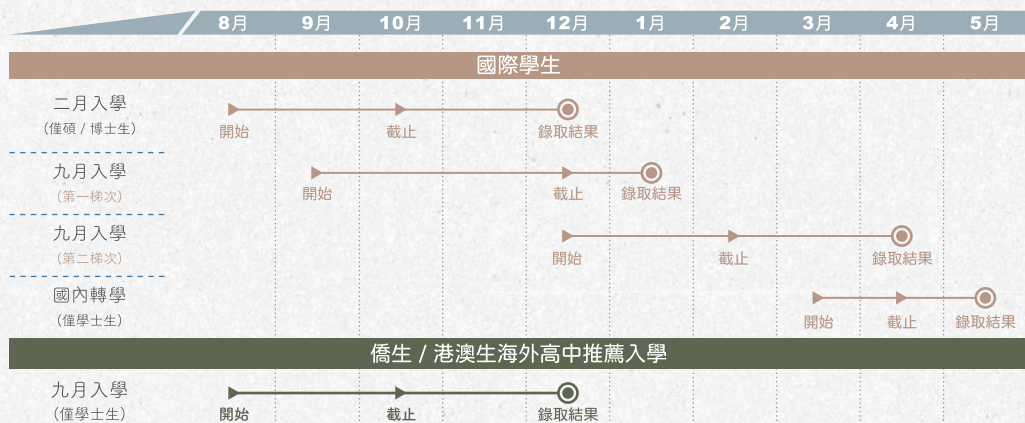 8月 9月 10月 11月 12月 1月 2月 3月 4月 5月
國際學生
二月入學
(僅碩 / 博士生)
開始 截止 錄取結果
九月入學
(第一梯次)
開始 截止 錄取結果
九月入學
(第二梯次)
開始 截止 錄取結果
國內轉學
(僅學士生)
開始 截止 錄取結果
僑生 / 港澳生海外高中推薦入學
九月入學
(僅學士生)
開始 截止 錄取結果